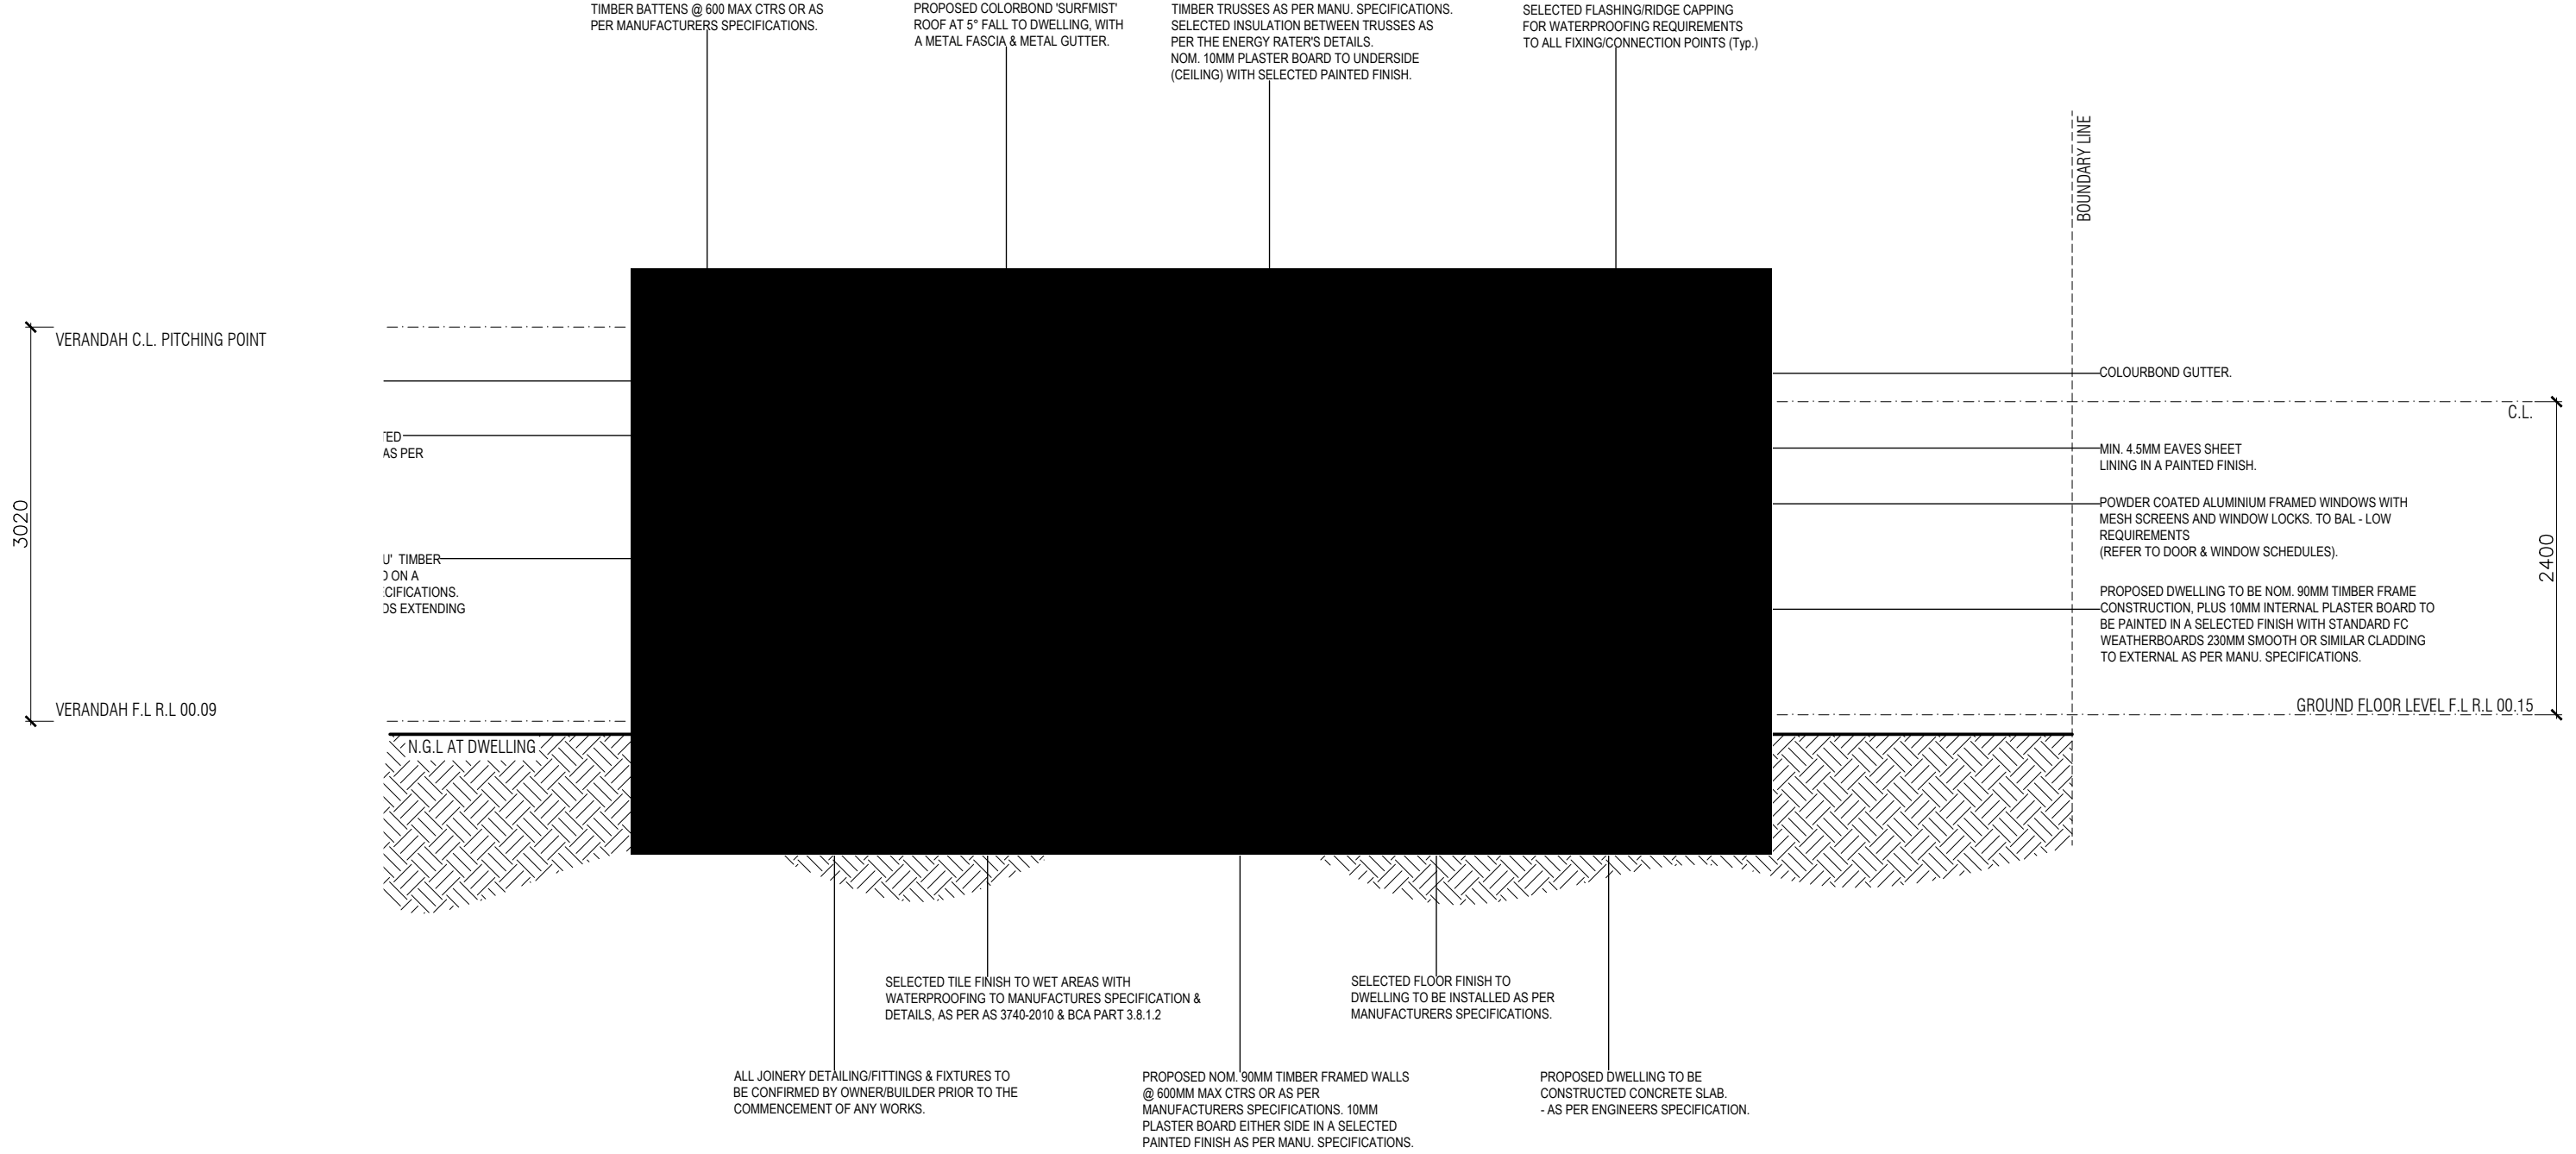 TIMBER BATTENS @ 600 MAX CTRS OR AS
PER MANUFACTURERS SPECIFICATIONS.
PROPOSED COLORBOND 'SURFMIST'
ROOF AT 5° FALL TO DWELLING, WITH
A METAL FASCIA & METAL GUTTER.
TIMBER TRUSSES AS PER MANU. SPECIFICATIONS.
SELECTED INSULATION BETWEEN TRUSSES AS
PER THE ENERGY RATER'S DETAILS.
NOM. 10MM PLASTER BOARD TO UNDERSIDE
(CEILING) WITH SELECTED PAINTED FINISH.
SELECTED FLASHING/RIDGE CAPPING
FOR WATERPROOFING REQUIREMENTS
TO ALL FIXING/CONNECTION POINTS (Typ.)
BOUNDARY LINE
VERANDAH C.L. PITCHING POINT
3020
VERANDAH F.L R.L 00.09
TED
AS PER
U' TIMBER
ON A
CIFICATIONS.
DS EXTENDING
N.G.L AT DWELLING
COLOURBOND GUTTER.
C.L.
MIN. 4.5MM EAVES SHEET
LINING IN A PAINTED FINISH.
POWDER COATED ALUMINIUM FRAMED WINDOWS WITH
MESH SCREENS AND WINDOW LOCKS. TO BAL - LOW
REQUIREMENTS
(REFER TO DOOR & WINDOW SCHEDULES).
2400
PROPOSED DWELLING TO BE NOM. 90MM TIMBER FRAME
CONSTRUCTION, PLUS 10MM INTERNAL PLASTER BOARD TO
BE PAINTED IN A SELECTED FINISH WITH STANDARD FC
WEATHERBOARDS 230MM SMOOTH OR SIMILAR CLADDING
TO EXTERNAL AS PER MANU. SPECIFICATIONS.
GROUND FLOOR LEVEL F.L R.L 00.15
SELECTED TILE FINISH TO WET AREAS WITH
WATERPROOFING TO MANUFACTURES SPECIFICATION &
DETAILS, AS PER AS 3740-2010 & BCA PART 3.8.1.2
SELECTED FLOOR FINISH TO
DWELLING TO BE INSTALLED AS PER
MANUFACTURERS SPECIFICATIONS.
ALL JOINERY DETAILING/FITTINGS & FIXTURES TO
BE CONFIRMED BY OWNER/BUILDER PRIOR TO THE
COMMENCEMENT OF ANY WORKS.
PROPOSED NOM. 90MM TIMBER FRAMED WALLS
@ 600MM MAX CTRS OR AS PER
MANUFACTURERS SPECIFICATIONS. 10MM
PLASTER BOARD EITHER SIDE IN A SELECTED
PAINTED FINISH AS PER MANU. SPECIFICATIONS.
PROPOSED DWELLING TO BE
CONSTRUCTED CONCRETE SLAB.
- AS PER ENGINEERS SPECIFICATION.